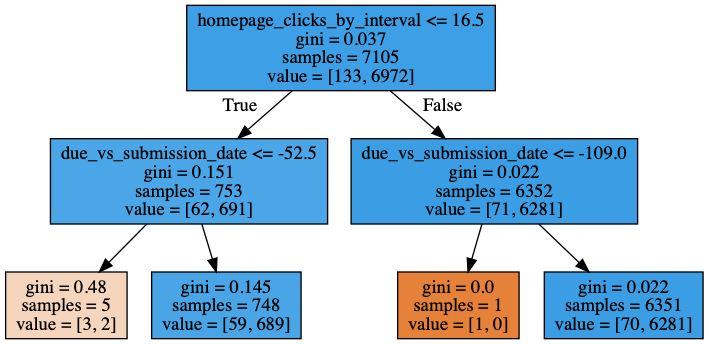 homepage_clicks_by_interval <= 16.5
gini = 0.037
samples = 7105
value = [133, 6972]
True
False
due_vs_submission_date <= -52.5
gini = 0.151
samples = 753
value = [62, 691]
due_vs_submission_date <= -109.0
gini = 0.022
samples = 6352
value = [71, 6281]
gini = 0.48
samples = 5
value = [3, 2]
gini = 0.145
samples = 748
value = [59, 689]
gini = 0.0
samples = 1
value = [1, 0]
gini = 0.022
samples = 6351
value = [70, 6281]